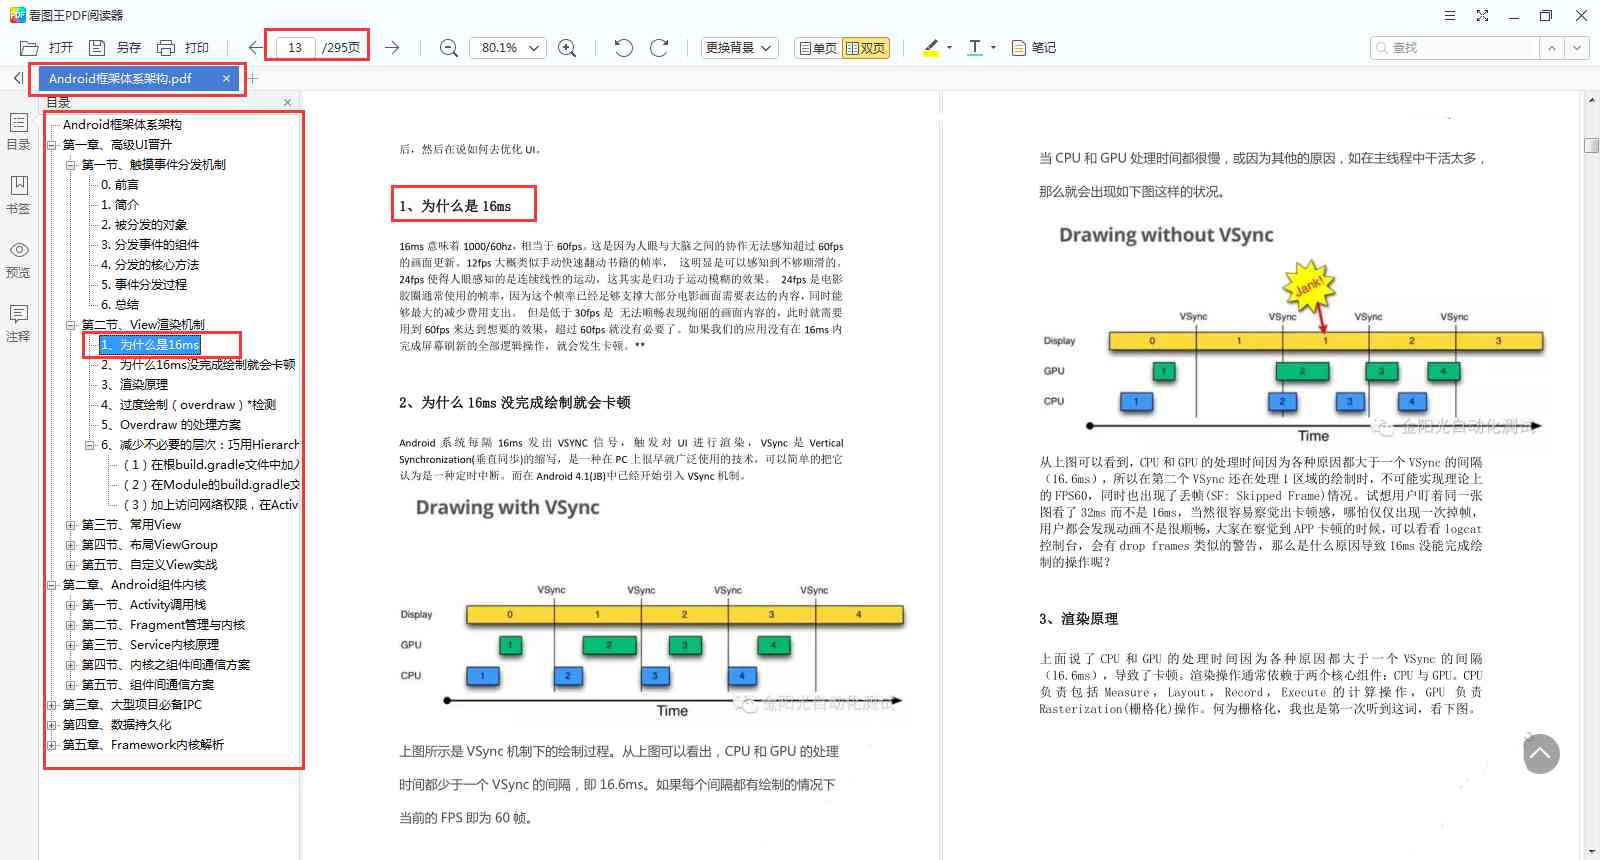 看图王PDF阅读器
打开 另存 打印 13 /295页 80.1% 更换背景 单页 双页 笔记 查找
Android框架体系架构.pdf
目录
目录
书签
预览
注释
Android框架体系架构
第一章、高级UI晋升
第一节、触摸事件分发机制
0. 前言
1. 简介
2. 被分发的对象
3. 分发事件的组件
4. 分发的核心方法
5. 事件分发过程
6. 总结
第二节、View渲染机制
1、为什么是16ms
2、为什么16ms没完成绘制就会卡顿
3、渲染原理
4、过度绘制（overdraw）*检测
5、Overdraw 的处理方案
6、减少不必要的层次：巧用Hierarch
（1）在根build.gradle文件中加入
（2）在Module的build.gradle文
（3）加上访问网络权限，在Activ
第三节、常用View
第四节、布局ViewGroup
第五节、自定义View实战
第二章、Android组件内核
第一节、Activity调用栈
第二节、Fragment管理与内核
第三节、Service内核原理
第四节、内核之组件间通信方案
第五节、组件间通信方案
第三章、大型项目必备IPC
第四章、数据持久化
第五章、Framework内核解析
后，然后在说如何去优化 UI。
1、为什么是 16ms
16ms 意味着 1000/60hz，相当于 60fps。这是因为人眼与大脑之间的协作无法感知超过 60fps
的画面更新。12fps 大概类似手动快速翻动书籍的帧率， 这明显是可以感知到不够顺滑的。
24fps 使得人眼感知的是连续线性的运动，这其实是归功于运动模糊的效果。 24fps 是电影
胶圈通常使用的帧率，因为这个帧率已经足够支撑大部分电影画面需要表达的内容，同时能
够最大的减少费用支出。 但是低于 30fps 是 无法顺畅表现绚丽的画面内容的，此时就需要
用到 60fps 来达到想要的效果，超过 60fps 就没有必要了。如果我们的应用没有在 16ms 内
完成屏幕刷新的全部逻辑操作，就会发生卡顿。**
2、为什么 16ms 没完成绘制就会卡顿
Android 系统每隔 16ms 发出 VSYNC 信号，触发对 UI 进行渲染，VSync 是 Vertical
Synchronization(垂直同步)的缩写，是一种在 PC 上很早就广泛使用的技术，可以简单的把它
认为是一种定时中断。而在 Android 4.1(JB)中已经开始引入 VSync 机制。
Drawing with VSync
VSync VSync VSync VSync
Display 0 1 2 3 4
GPU 1 2 3 4
CPU 1 2 3 4
Time
金阳光自动化测试
上图所示是 VSync 机制下的绘制过程。从上图可以看出，CPU 和 GPU 的处理
时间都少于一个 VSync 的间隔，即 16.6ms。如果每个间隔都有绘制的情况下
当前的 FPS 即为 60 帧。
当 CPU 和 GPU 处理时间都很慢，或因为其他的原因，如在主线程中干活太多，
那么就会出现如下图这样的状况。
Drawing without VSync
Jank!
VSync VSync VSync VSync
Display 0 1 1 2 3
GPU 1 2 3 4
CPU 1 2 3 4
Time
金阳光自动化测试
从上图可以看到，CPU 和 GPU 的处理时间因为各种原因都大于一个 VSync 的间隔
（16.6ms），所以在第二个 VSync 还在处理 1 区域的绘制时，不可能实现理论上
的 FPS60，同时也出现了丢帧(SF: Skipped Frame)情况。试想用户盯着同一张
图看了 32ms 而不是 16ms，当然很容易察觉出卡顿感，哪怕仅仅出现一次掉帧，
用户都会发现动画不是很顺畅，大家在察觉到 APP 卡顿的时候，可以看看 logcat
控制台，会有 drop frames 类似的警告，那么是什么原因导致 16ms 没能完成绘
制的操作呢？
3、渲染原理
上面说了 CPU 和 GPU 的处理时间因为各种原因都大于一个 VSync 的间隔
（16.6ms），导致了卡顿。渲染操作通常依赖于两个核心组件：CPU 与 GPU。CPU
负责包括 Measure，Layout，Record，Execute 的计算操作，GPU 负责
Rasterization(栅格化)操作。何为栅格化，我也是第一次听到这词，看下图。